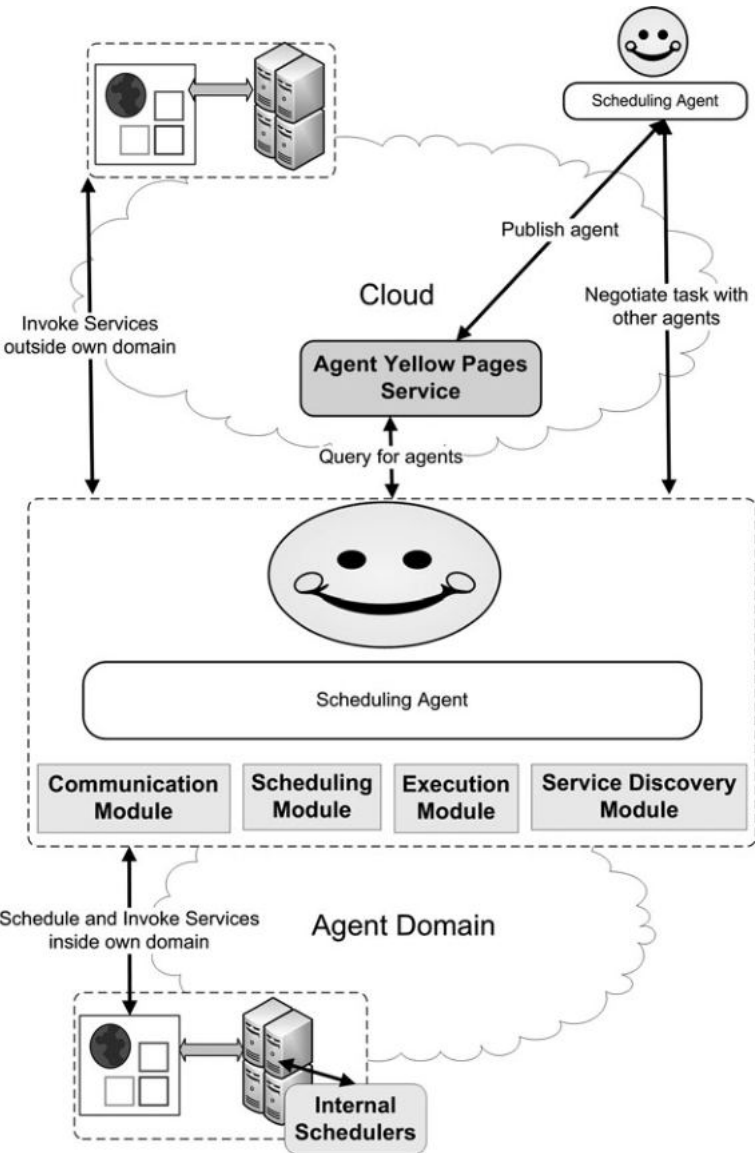 Scheduling Agent
Publish agent
Cloud
Negotiate task with
other agents
Invoke Services
outside own domain
Agent Yellow Pages
Service
Query for agents
Scheduling Agent
Communication
Module
Scheduling
Module
Execution
Module
Service Discovery
Module
Schedule and Invoke Services
inside own domain
Agent Domain
Internal
Schedulers